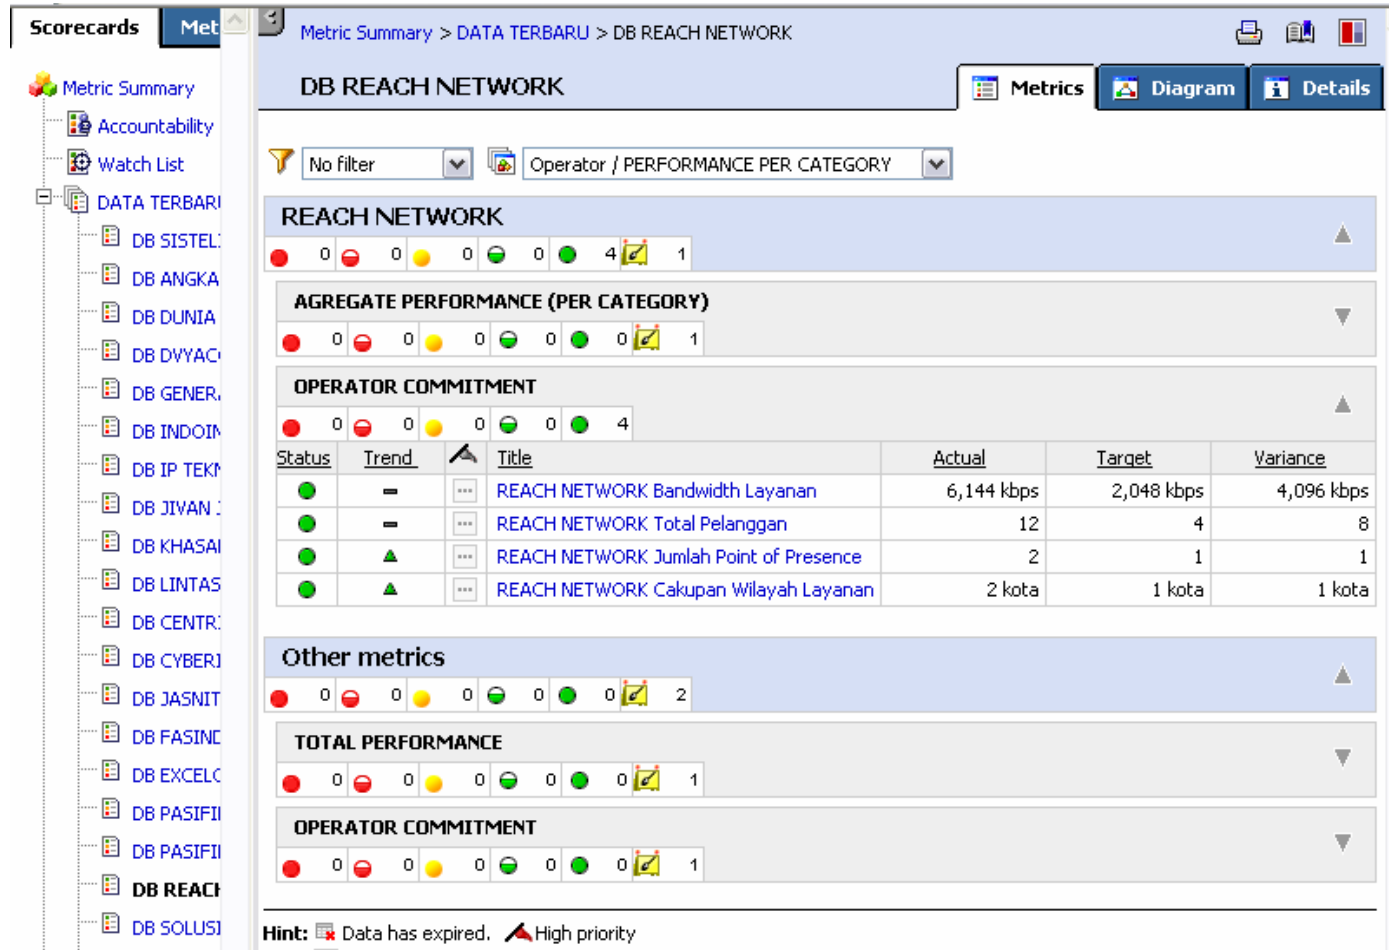 Scorecards Met
Metric Summary
Accountability
Watch List
DATA TERBARU
DB SISTEL
DB ANGKA
DB DUNIA
DB DVYAC
DB GENER
DB INDOIN
DB IP TEKN
DB JIVAN
DB KHASA
DB LINTAS
DB CENTR
DB CYBERI
DB JASNIT
DB FASIND
DB EXCELC
DB PASIFI
DB PASIFI
DB REACH
DB SOLUSI
Metric Summary > DATA TERBARU > DB REACH NETWORK
DB REACH NETWORK
Metrics Diagram Details
No filter Operator / PERFORMANCE PER CATEGORY
REACH NETWORK
0 0 0 0 4 1
AGREGATE PERFORMANCE (PER CATEGORY)
0 0 0 0 0 1
OPERATOR COMMITMENT
0 0 0 0 4
Status Trend Title Actual Target Variance
REACH NETWORK Bandwidth Layanan 6,144 kbps 2,048 kbps 4,096 kbps
REACH NETWORK Total Pelanggan 12 4 8
REACH NETWORK Jumlah Point of Presence 2 1 1
REACH NETWORK Cakupan Wilayah Layanan 2 kota 1 kota 1 kota
Other metrics
0 0 0 0 0 2
TOTAL PERFORMANCE
0 0 0 0 0 1
OPERATOR COMMITMENT
0 0 0 0 0 1
Hint: Data has expired. High priority